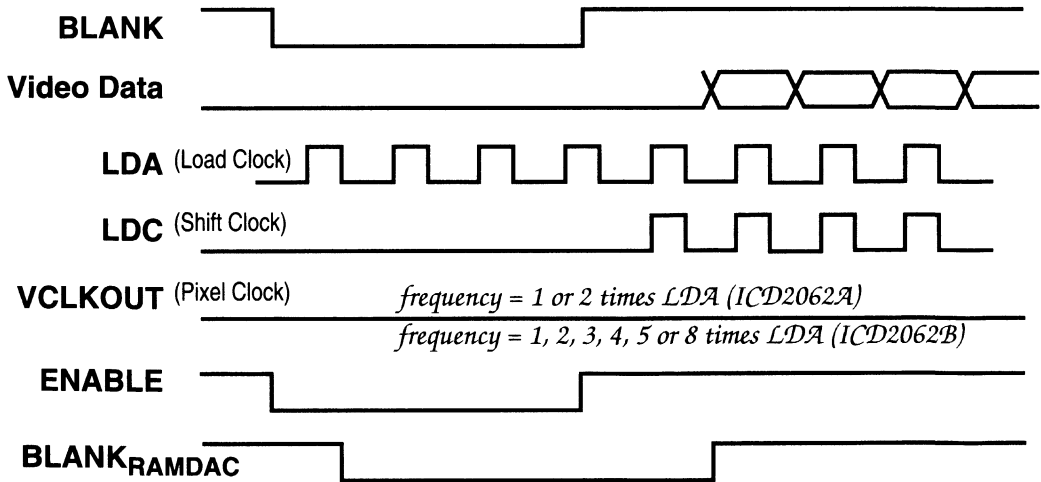 BLANK
Video Data
LDA (Load Clock)
LDC (Shift Clock)
VCLKOUT (Pixel Clock) frequency = 1 or 2 times LDA (ICD2062A)
frequency = 1, 2, 3, 4, 5 or 8 times LDA (ICD2062B)
ENABLE
BLANKRAMDAC